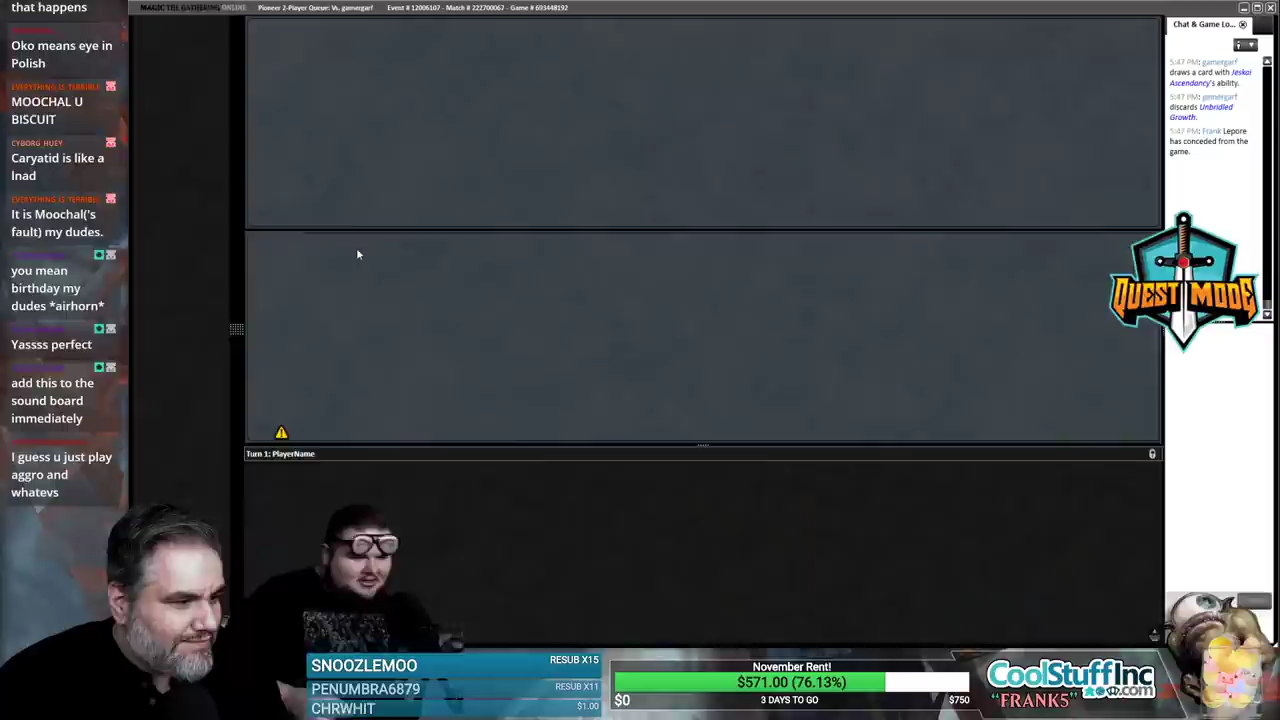 that happens
Oko means eye in
Polish
EVERYTHING IS TERRIBLE
MOOCHAL U
BISCUIT
CYBORG HUEY
Caryatid is like a
lnad
EVERYTHING IS TERRIBLE
It is Moochal('s
fault) my dudes.
you mean
birthday my
dudes *airhorn*
Yassss perfect
add this to the
sound board
immediately
I guess u just play
aggro and
whatevs
MAGIC THE GATHERING ONLINE
Pioneer 2-Player Queue: Vs. gamergarf
Event # 12006107 - Match # 222700067 - Game # 693448192
Turn 1: PlayerName
Chat & Game Lo...
5:47 PM: gamergarf
draws a card with Jeskai
Ascendancy's ability.
5:47 PM: gamergarf
discards Unbridled
Growth.
5:47 PM: Frank Lepore
has conceded from the
game.
QUEST MODE
SNOOZLEMOO RESUB X15
PENUMBRA6879 RESUB X11
CHRWHIT $1.00
November Rent!
$571.00 (76.13%)
$0 3 DAYS TO GO $750
CoolStuffInc
.com
"FRANK5"